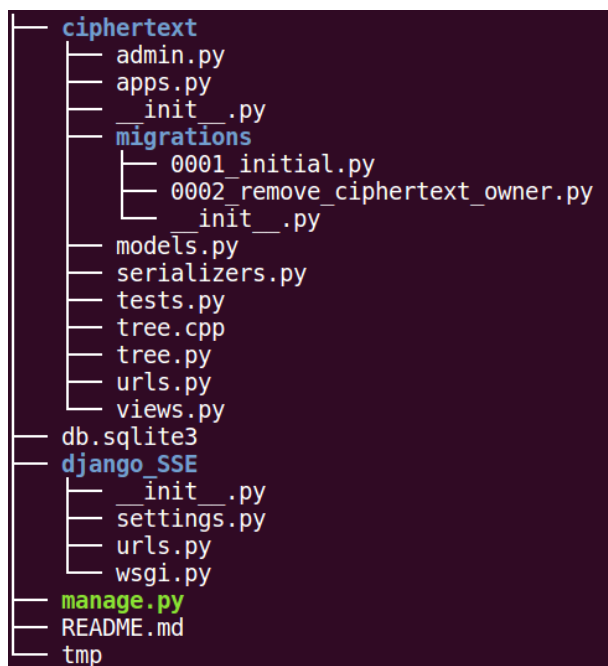 ciphertext
admin.py
apps.py
__init__.py
migrations
0001_initial.py
0002_remove_ciphertext_owner.py
__init__.py
models.py
serializers.py
tests.py
tree.cpp
tree.py
urls.py
views.py
db.sqlite3
django_SSE
__init__.py
settings.py
urls.py
wsgi.py
manage.py
README.md
tmp